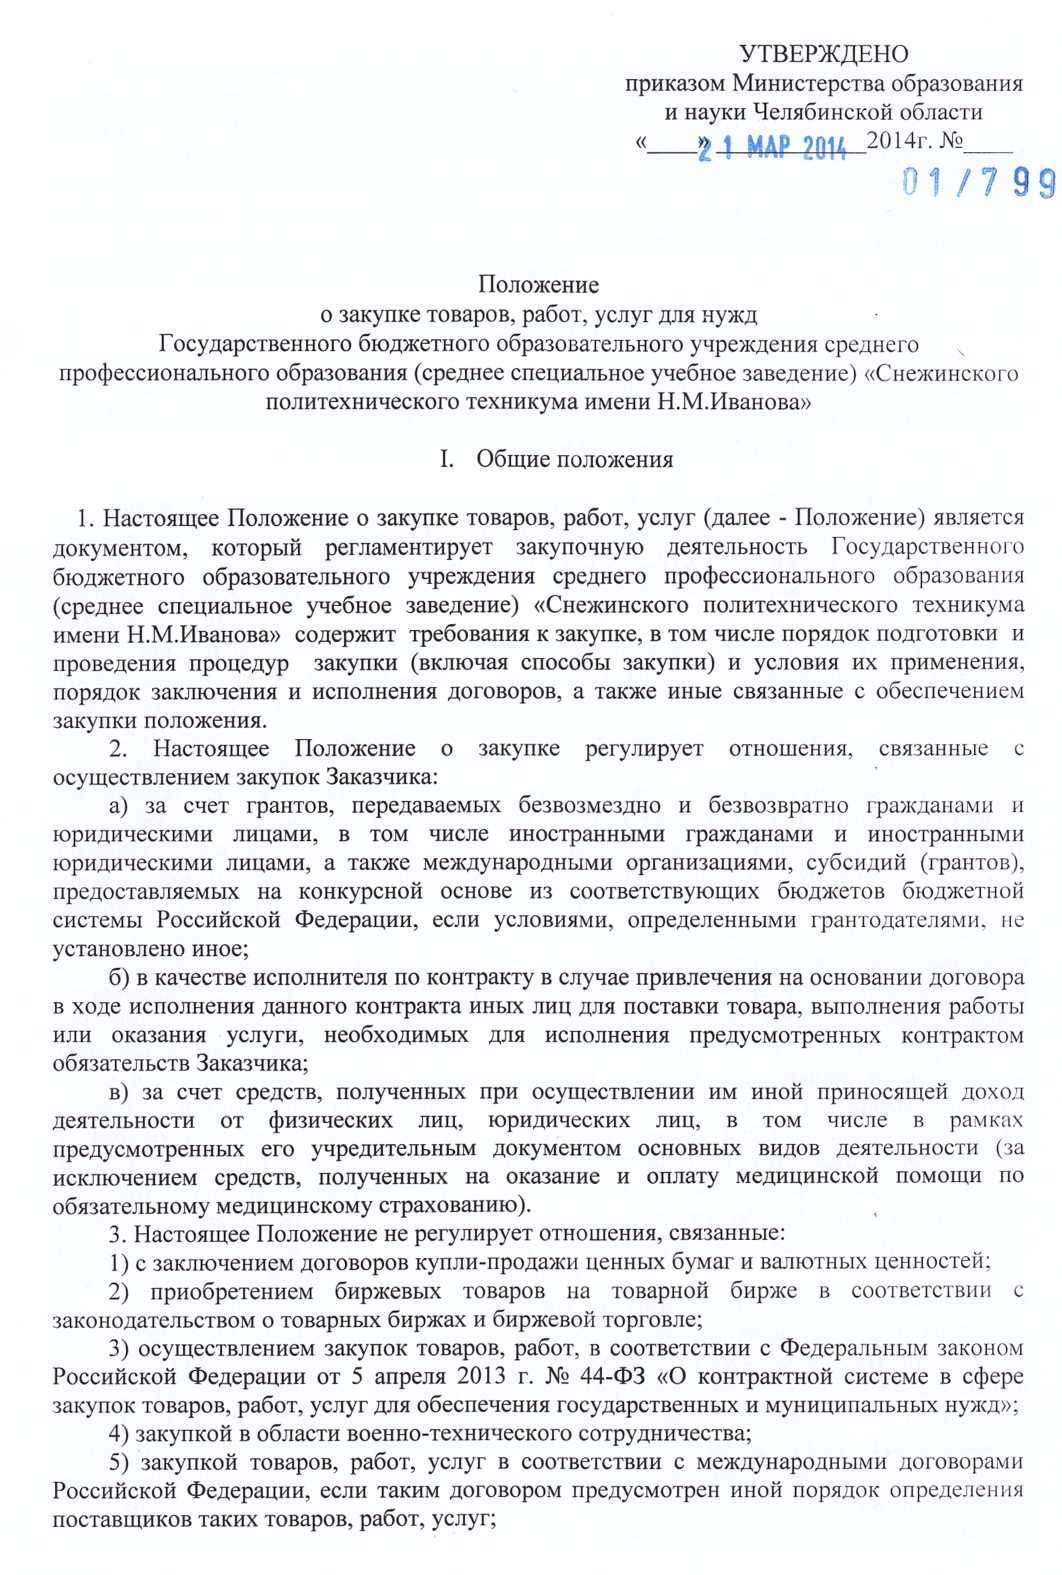 УТВЕРЖДЕНО
приказом Министерства образования
и науки Челябинской области
«____» ____________2014г. №____
21 МАР 2014
01/799
Положение
о закупке товаров, работ, услуг для нужд
Государственного бюджетного образовательного учреждения среднего
профессионального образования (среднее специальное учебное заведение) «Снежинского
политехнического техникума имени Н.М.Иванова»
I. Общие положения
1. Настоящее Положение о закупке товаров, работ, услуг (далее - Положение) является
документом, который регламентирует закупочную деятельность Государственного
бюджетного образовательного учреждения среднего профессионального образования
(среднее специальное учебное заведение) «Снежинского политехнического техникума
имени Н.М.Иванова» содержит требования к закупке, в том числе порядок подготовки и
проведения процедур закупки (включая способы закупки) и условия их применения,
порядок заключения и исполнения договоров, а также иные связанные с обеспечением
закупки положения.
2. Настоящее Положение о закупке регулирует отношения, связанные с
осуществлением закупок Заказчика:
а) за счет грантов, передаваемых безвозмездно и безвозвратно гражданами и
юридическими лицами, в том числе иностранными гражданами и иностранными
юридическими лицами, а также международными организациями, субсидий (грантов),
предоставляемых на конкурсной основе из соответствующих бюджетов бюджетной
системы Российской Федерации, если условиями, определенными грантодателями, не
установлено иное;
б) в качестве исполнителя по контракту в случае привлечения на основании договора
в ходе исполнения данного контракта иных лиц для поставки товара, выполнения работы
или оказания услуги, необходимых для исполнения предусмотренных контрактом
обязательств Заказчика;
в) за счет средств, полученных при осуществлении им иной приносящей доход
деятельности от физических лиц, юридических лиц, в том числе в рамках
предусмотренных его учредительным документом основных видов деятельности (за
исключением средств, полученных на оказание и оплату медицинской помощи по
обязательному медицинскому страхованию).
3. Настоящее Положение не регулирует отношения, связанные:
1) с заключением договоров купли-продажи ценных бумаг и валютных ценностей;
2) приобретением биржевых товаров на товарной бирже в соответствии с
законодательством о товарных биржах и биржевой торговле;
3) осуществлением закупок товаров, работ, в соответствии с Федеральным законом
Российской Федерации от 5 апреля 2013 г. № 44-ФЗ «О контрактной системе в сфере
закупок товаров, работ, услуг для обеспечения государственных и муниципальных нужд»;
4) закупкой в области военно-технического сотрудничества;
5) закупкой товаров, работ, услуг в соответствии с международными договорами
Российской Федерации, если таким договором предусмотрен иной порядок определения
поставщиков таких товаров, работ, услуг;